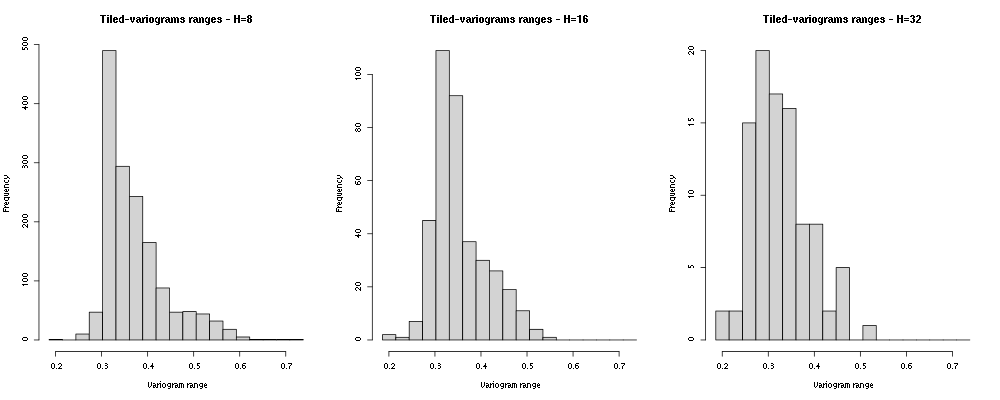 Tiled-variograms ranges - H=8
Tiled-variograms ranges - H=16
Tiled-variograms ranges - H=32
Frequency
0
100
200
300
400
500
0.2 0.3 0.4 0.5 0.6 0.7
Variogram range
Frequency
0
20
40
60
80
100
0.2 0.3 0.4 0.5 0.6 0.7
Variogram range
Frequency
0
5
10
15
20
0.2 0.3 0.4 0.5 0.6 0.7
Variogram range